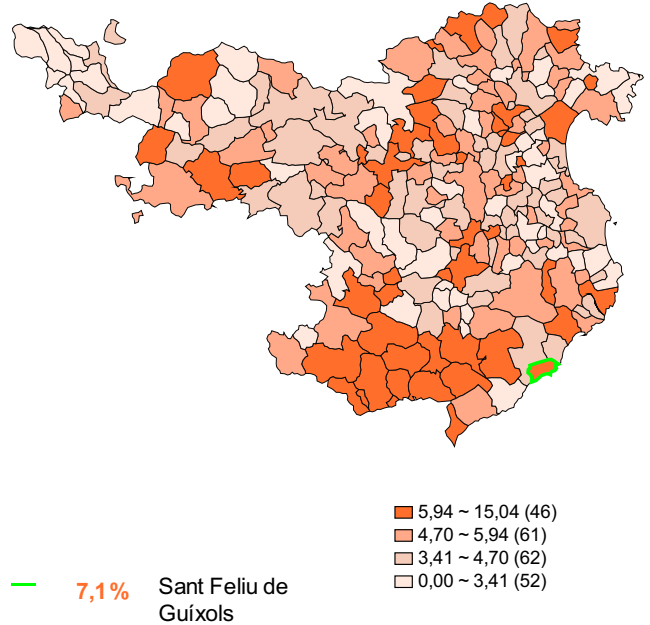 5,94 ~ 15,04 (46)
4,70 ~ 5,94 (61)
3,41 ~ 4,70 (62)
0,00 ~ 3,41 (52)
7,1% Sant Feliu de
Guíxols